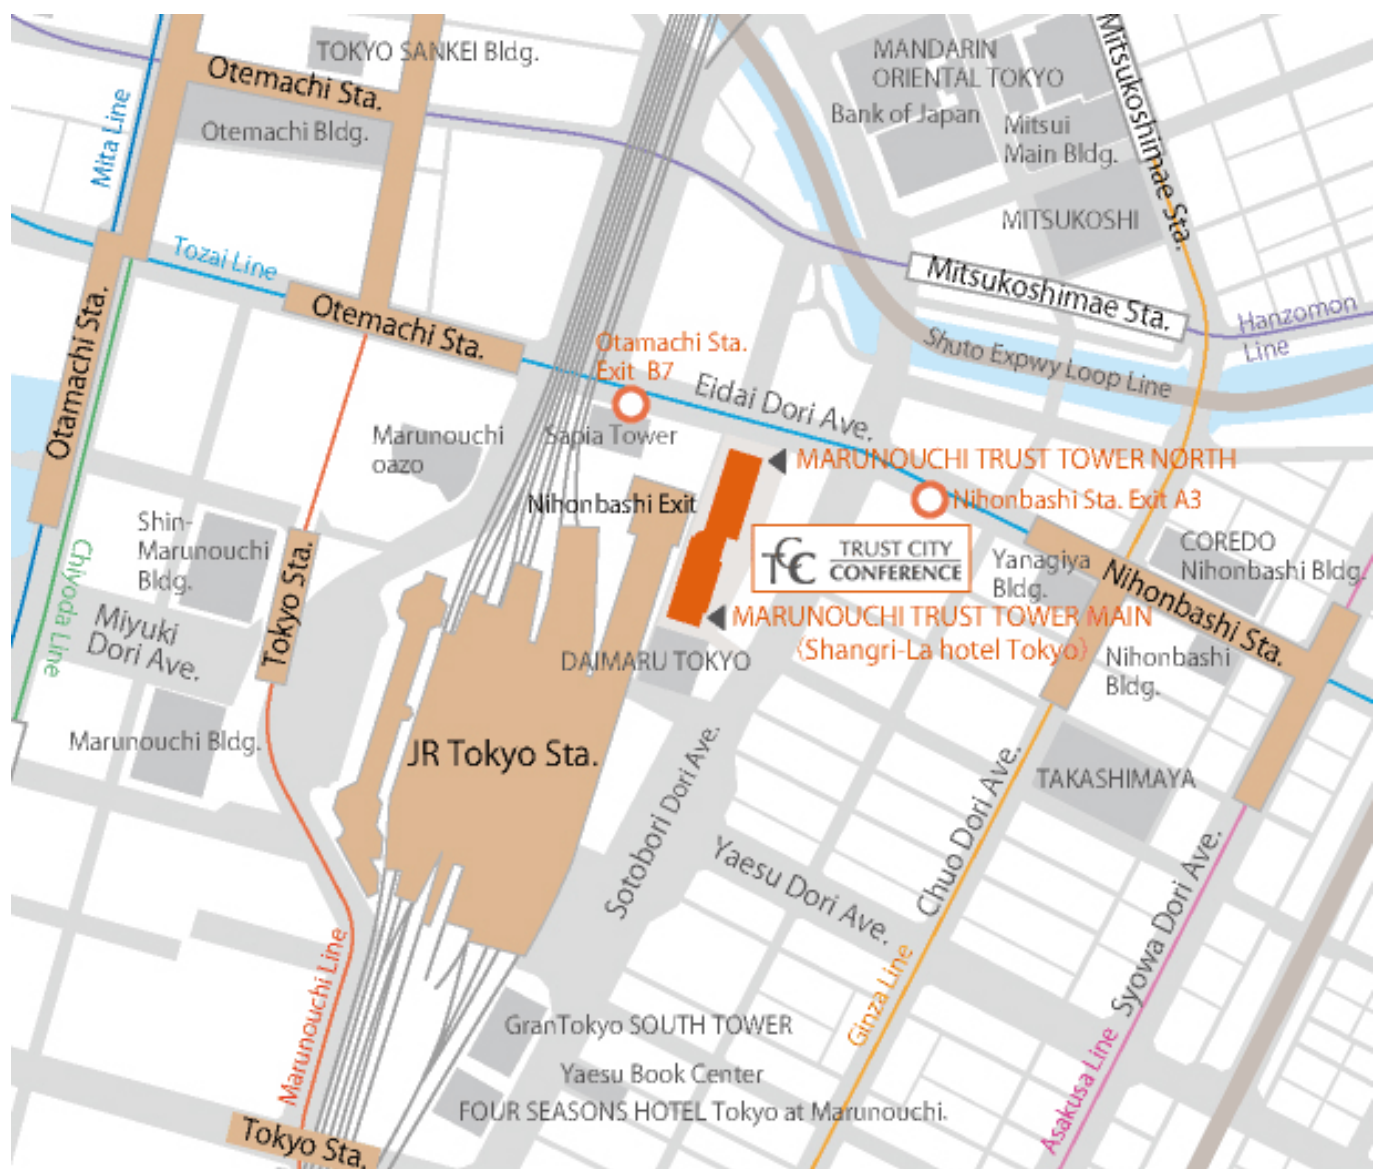 TOKYO SANKEI Bldg.
Otemachi Sta.
Otemachi Bldg.
Mita Line
MANDARIN
ORIENTAL TOKYO
Bank of Japan
Mitsui
Main Bldg.
MITSUKOSHI
Mitsukoshimae Sta.
Tozai Line
Otemachi Sta.
Otamachi Sta.
Mitsukoshimae Sta.
Hanzomon
Line
Shuto Expwy Loop Line
Otamachi Sta.
Exit B7
Eidai Dori Ave.
Marunouchi
oazo
Sapia Tower
MARUNOUCHI TRUST TOWER NORTH
Nihonbashi Exit
Nihonbashi Sta. Exit A3
Shin-
Marunouchi
Bldg.
Chiyoda Line
Tokyo Sta.
TCC
TRUST CITY
CONFERENCE
Yanagiya
Bldg.
COREDO
Nihonbashi Bldg.
Nihonbashi Sta.
Miyuki
Dori Ave.
MARUNOUCHI TRUST TOWER MAIN
(Shangri-La hotel Tokyo)
DAIMARU TOKYO
Nihonbashi
Bldg.
Marunouchi Bldg.
JR Tokyo Sta.
Sotobori Dori Ave.
TAKASHIMAYA
Chuo Dori Ave.
Yaesu Dori Ave.
Syowa Dori Ave.
Marunouchi Line
Ginza Line
Asakusa Line
GranTokyo SOUTH TOWER
Yaesu Book Center
FOUR SEASONS HOTEL Tokyo at Marunouchi.
Tokyo Sta.